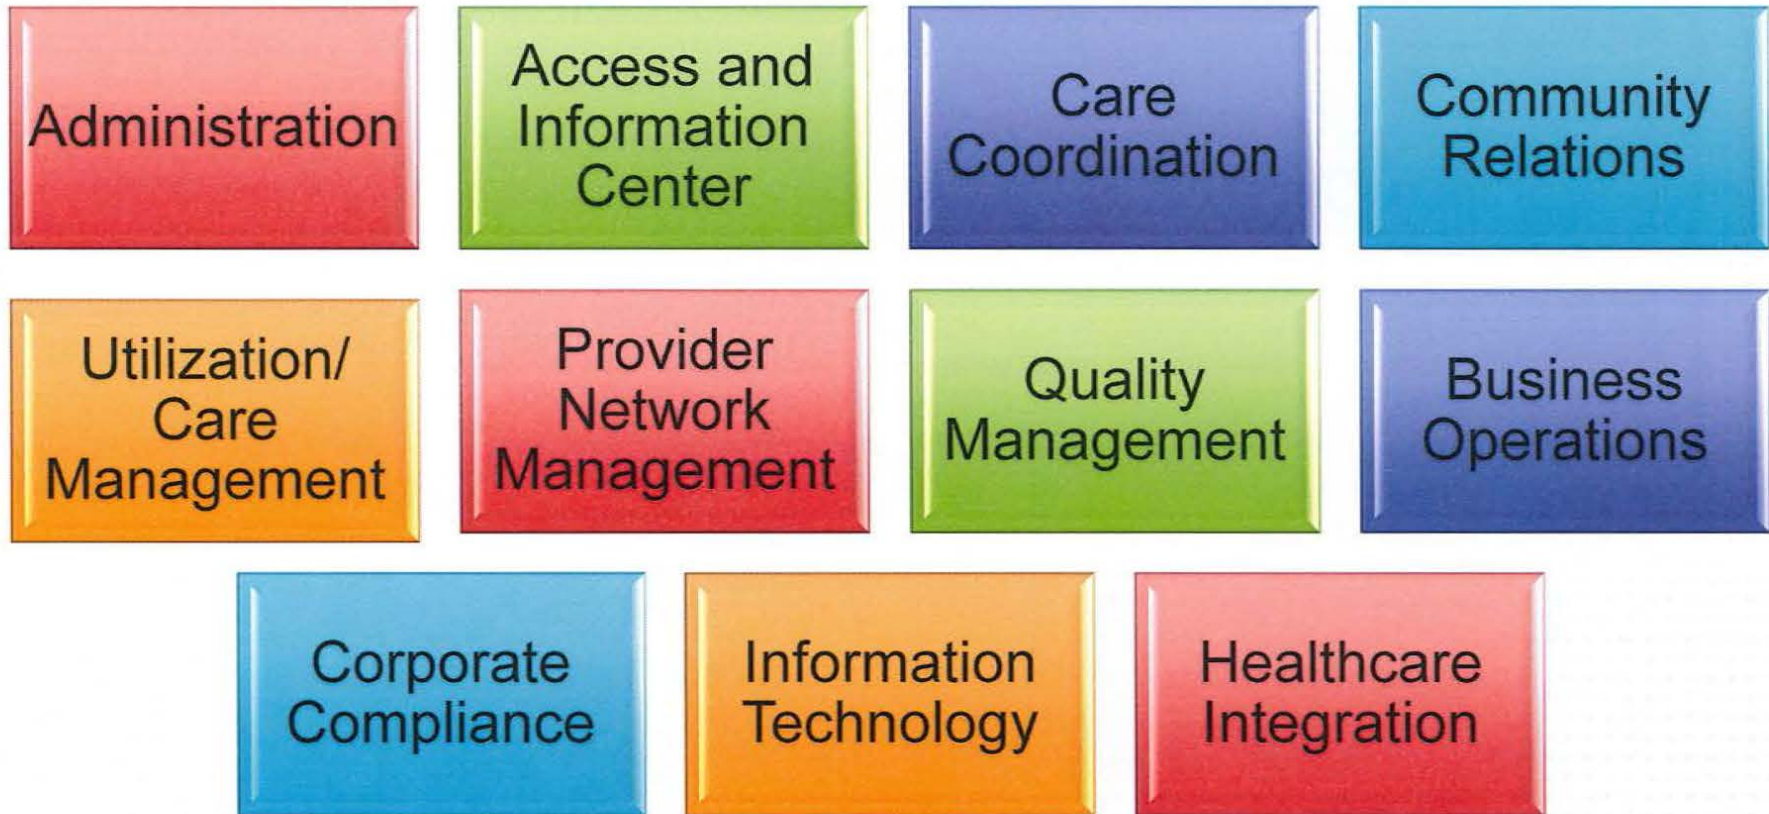 Administration
Access and
Information
Center
Care
Coordination
Community
Relations
Utilization/
Care
Management
Provider
Network
Management
Quality
Management
Business
Operations
Corporate
Compliance
Information
Technology
Healthcare
Integration